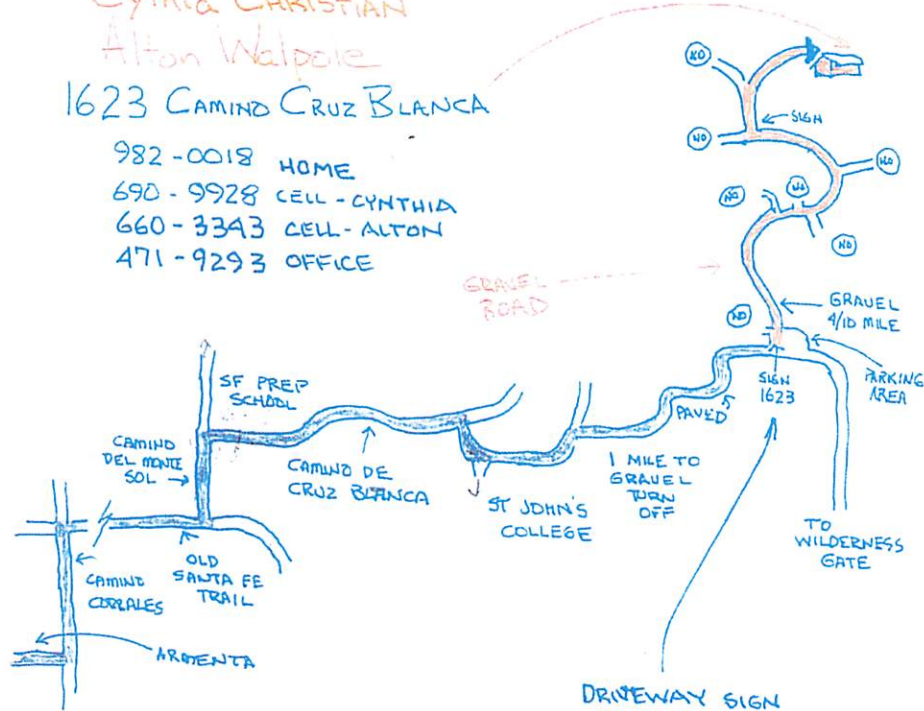 Cynthia CHRISTIAN
Alton Walpole
1623 CAMINO CRUZ BLANCA
982-0018 HOME
690-9928 CELL-CYNTHIA
660-3343 CELL-ALTON
471-9293 OFFICE
NO
SIGN
NO
NO
NO
NO
NO
GRAVEL
ROAD
NO
GRAVEL
4/10 MILE
PARKING
AREA
SIGN
1623
SF PREP
SCHOOL
PAVED
CAMINO
DEL MONTE
SOL
CAMINO DE
CRUZ BLANCA
1 MILE TO
GRAVEL
TURN
OFF
ST JOHN'S
COLLEGE
TO
WILDERNESS
GATE
OLD
SANTA FE
TRAIL
CAMINO
CORRALES
ARMENTA
DRIVEWAY SIGN